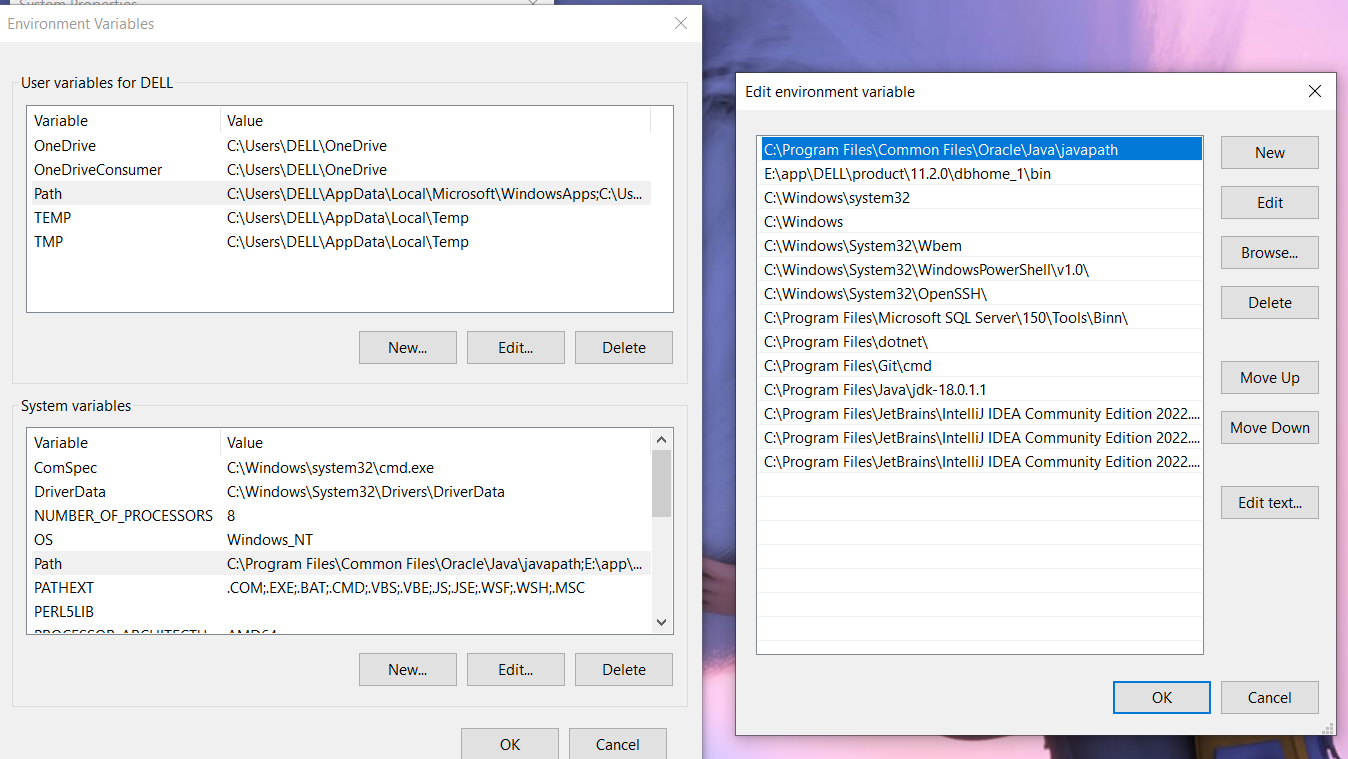 System Properties
Environment Variables
User variables for DELL
Variable Value
OneDrive C:\Users\DELL\OneDrive
OneDriveConsumer C:\Users\DELL\OneDrive
Path C:\Users\DELL\AppData\Local\Microsoft\WindowsApps;C:\Us...
TEMP C:\Users\DELL\AppData\Local\Temp
TMP C:\Users\DELL\AppData\Local\Temp
New... Edit... Delete
System variables
Variable Value
ComSpec C:\Windows\system32\cmd.exe
DriverData C:\Windows\System32\Drivers\DriverData
NUMBER_OF_PROCESSORS 8
OS Windows_NT
Path C:\Program Files\Common Files\Oracle\Java\javapath;E:\app\...
PATHEXT .COM;.EXE;.BAT;.CMD;.VBS;.VBE;.JS;.JSE;.WSF;.WSH;.MSC
PERL5LIB
PROCESSOR_ARCHITECTU AMD64
New... Edit... Delete
OK Cancel
Edit environment variable
C:\Program Files\Common Files\Oracle\Java\javapath
E:\app\DELL\product\11.2.0\dbhome_1\bin
C:\Windows\system32
C:\Windows
C:\Windows\System32\Wbem
C:\Windows\System32\WindowsPowerShell\v1.0\
C:\Windows\System32\OpenSSH\
C:\Program Files\Microsoft SQL Server\150\Tools\Binn\
C:\Program Files\dotnet\
C:\Program Files\Git\cmd
C:\Program Files\Java\jdk-18.0.1.1
C:\Program Files\JetBrains\IntelliJ IDEA Community Edition 2022....
C:\Program Files\JetBrains\IntelliJ IDEA Community Edition 2022....
C:\Program Files\JetBrains\IntelliJ IDEA Community Edition 2022....
New
Edit
Browse...
Delete
Move Up
Move Down
Edit text...
OK Cancel